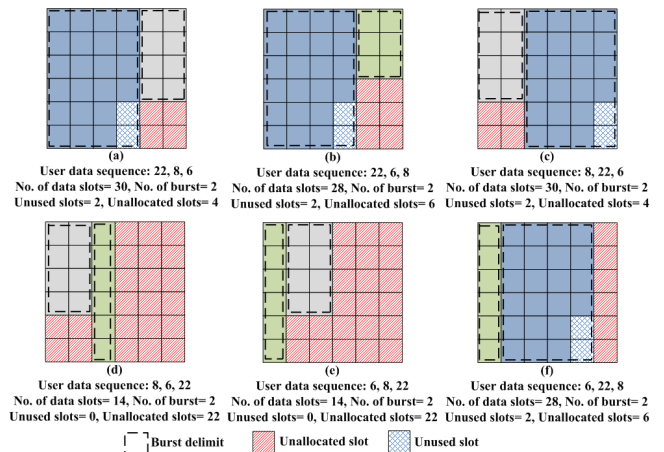 (a)
User data sequence: 22, 8, 6
No. of data slots= 30, No. of burst= 2
Unused slots= 2, Unallocated slots= 4
(b)
User data sequence: 22, 6, 8
No. of data slots= 28, No. of burst= 2
Unused slots= 2, Unallocated slots= 6
(c)
User data sequence: 8, 22, 6
No. of data slots= 30, No. of burst= 2
Unused slots= 2, Unallocated slots= 4
(d)
User data sequence: 8, 6, 22
No. of data slots= 14, No. of burst= 2
Unused slots= 0, Unallocated slots= 22
(e)
User data sequence: 6, 8, 22
No. of data slots= 14, No. of burst= 2
Unused slots= 0, Unallocated slots= 22
(f)
User data sequence: 6, 22, 8
No. of data slots= 28, No. of burst= 2
Unused slots= 2, Unallocated slots= 6
Burst delimit
Unallocated slot
Unused slot